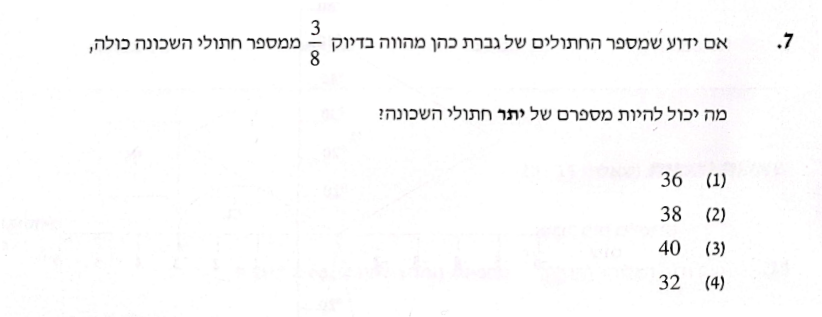 7. אם ידוע שמספר החתולים של גברת כהן מהווה בדיוק 3/8 ממספר חתולי השכונה כולה,
מה יכול להיות מספרם של יתר חתולי השכונה?
(1) 36
(2) 38
(3) 40
(4) 32